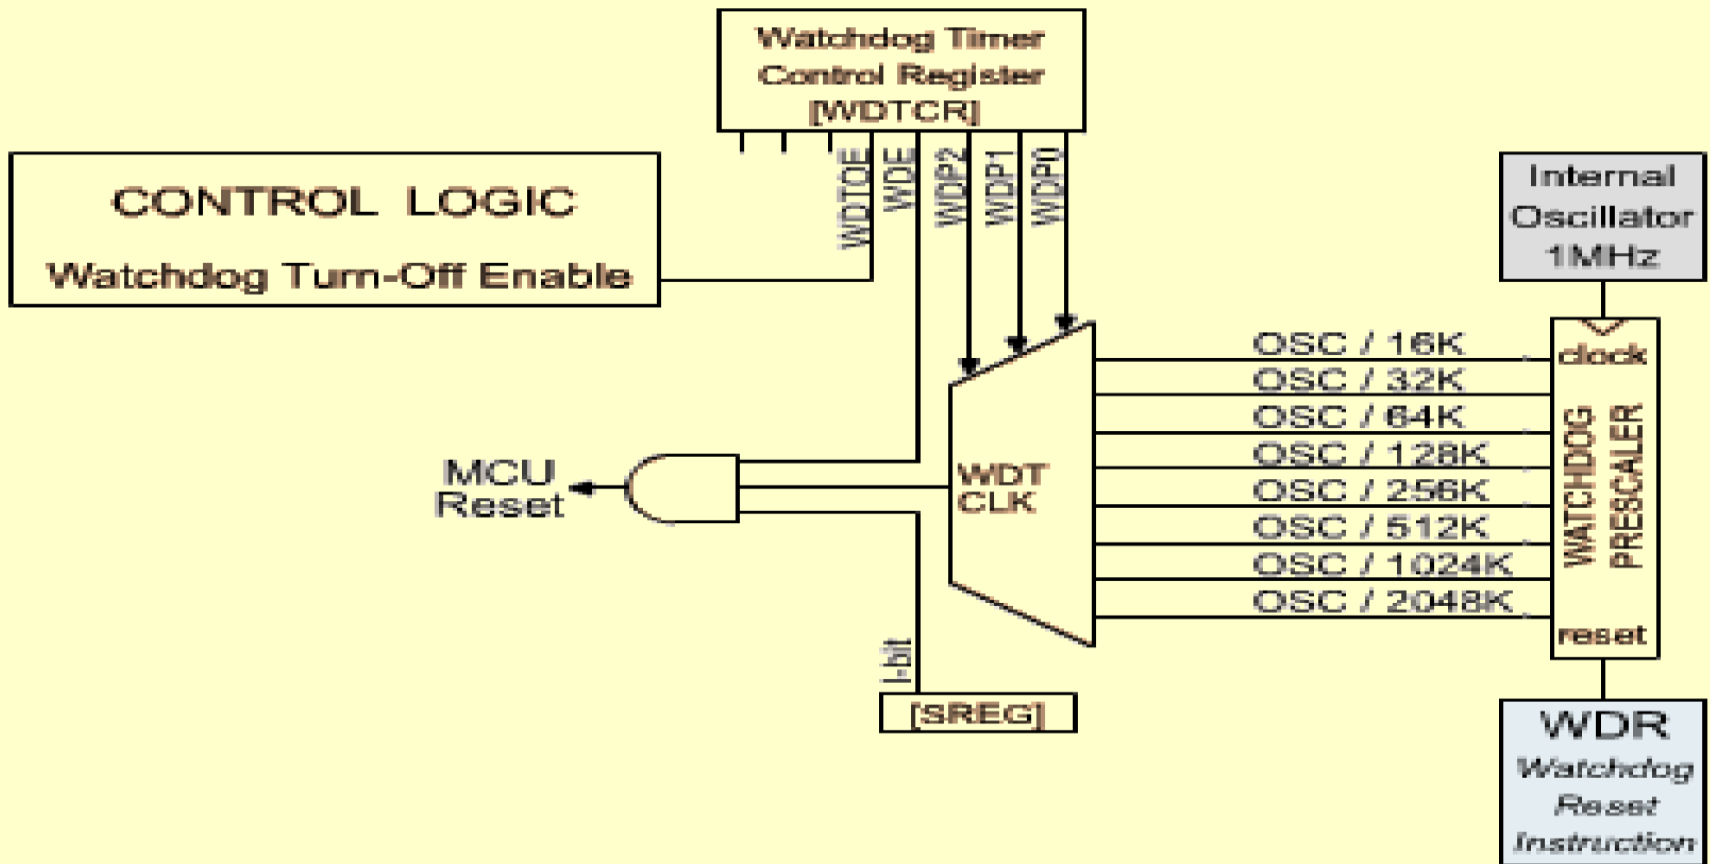 Watchdog Timer
Control Register
[WDTCR]
WDTOE
WDE
WDP2
WDP1
WDP0
CONTROL LOGIC
Watchdog Turn-Off Enable
Internal
Oscillator
1MHz
OSC / 16K
OSC / 32K
OSC / 64K
OSC / 128K
OSC / 256K
OSC / 512K
OSC / 1024K
OSC / 2048K
clock
WATCHDOG
PRESCALER
reset
WDT
CLK
MCU
Reset
I-bit
[SREG]
WDR
Watchdog
Reset
Instruction